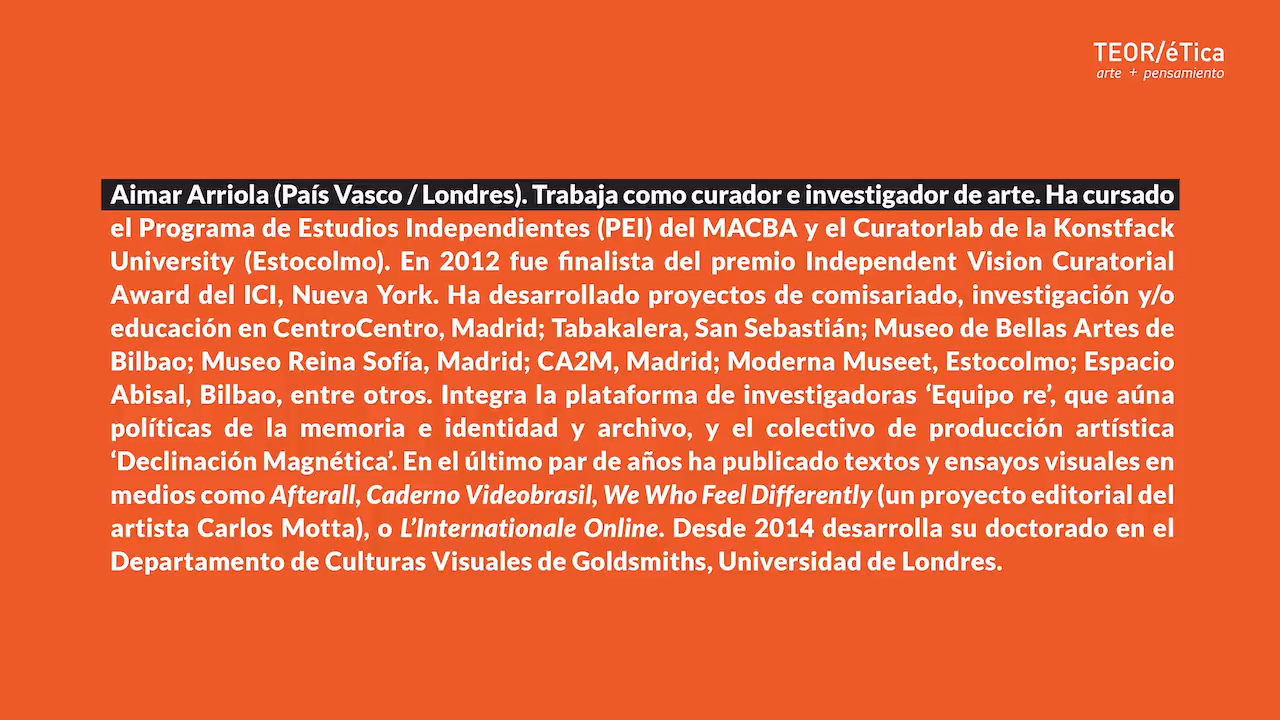 TEOR/éTica
arte + pensamiento
Aimar Arriola (País Vasco / Londres). Trabaja como curador e investigador de arte. Ha cursado
el Programa de Estudios Independientes (PEI) del MACBA y el Curatorlab de la Konstfack
University (Estocolmo). En 2012 fue finalista del premio Independent Vision Curatorial
Award del ICI, Nueva York. Ha desarrollado proyectos de comisariado, investigación y/o
educación en CentroCentro, Madrid; Tabakalera, San Sebastián; Museo de Bellas Artes de
Bilbao; Museo Reina Sofía, Madrid; CA2M, Madrid; Moderna Museet, Estocolmo; Espacio
Abisal, Bilbao, entre otros. Integra la plataforma de investigadoras ‘Equipo re’, que aúna
políticas de la memoria e identidad y archivo, y el colectivo de producción artística
‘Declinación Magnética’. En el último par de años ha publicado textos y ensayos visuales en
medios como Afterall, Caderno Videobrasil, We Who Feel Differently (un proyecto editorial del
artista Carlos Motta), o L’Internationale Online. Desde 2014 desarrolla su doctorado en el
Departamento de Culturas Visuales de Goldsmiths, Universidad de Londres.